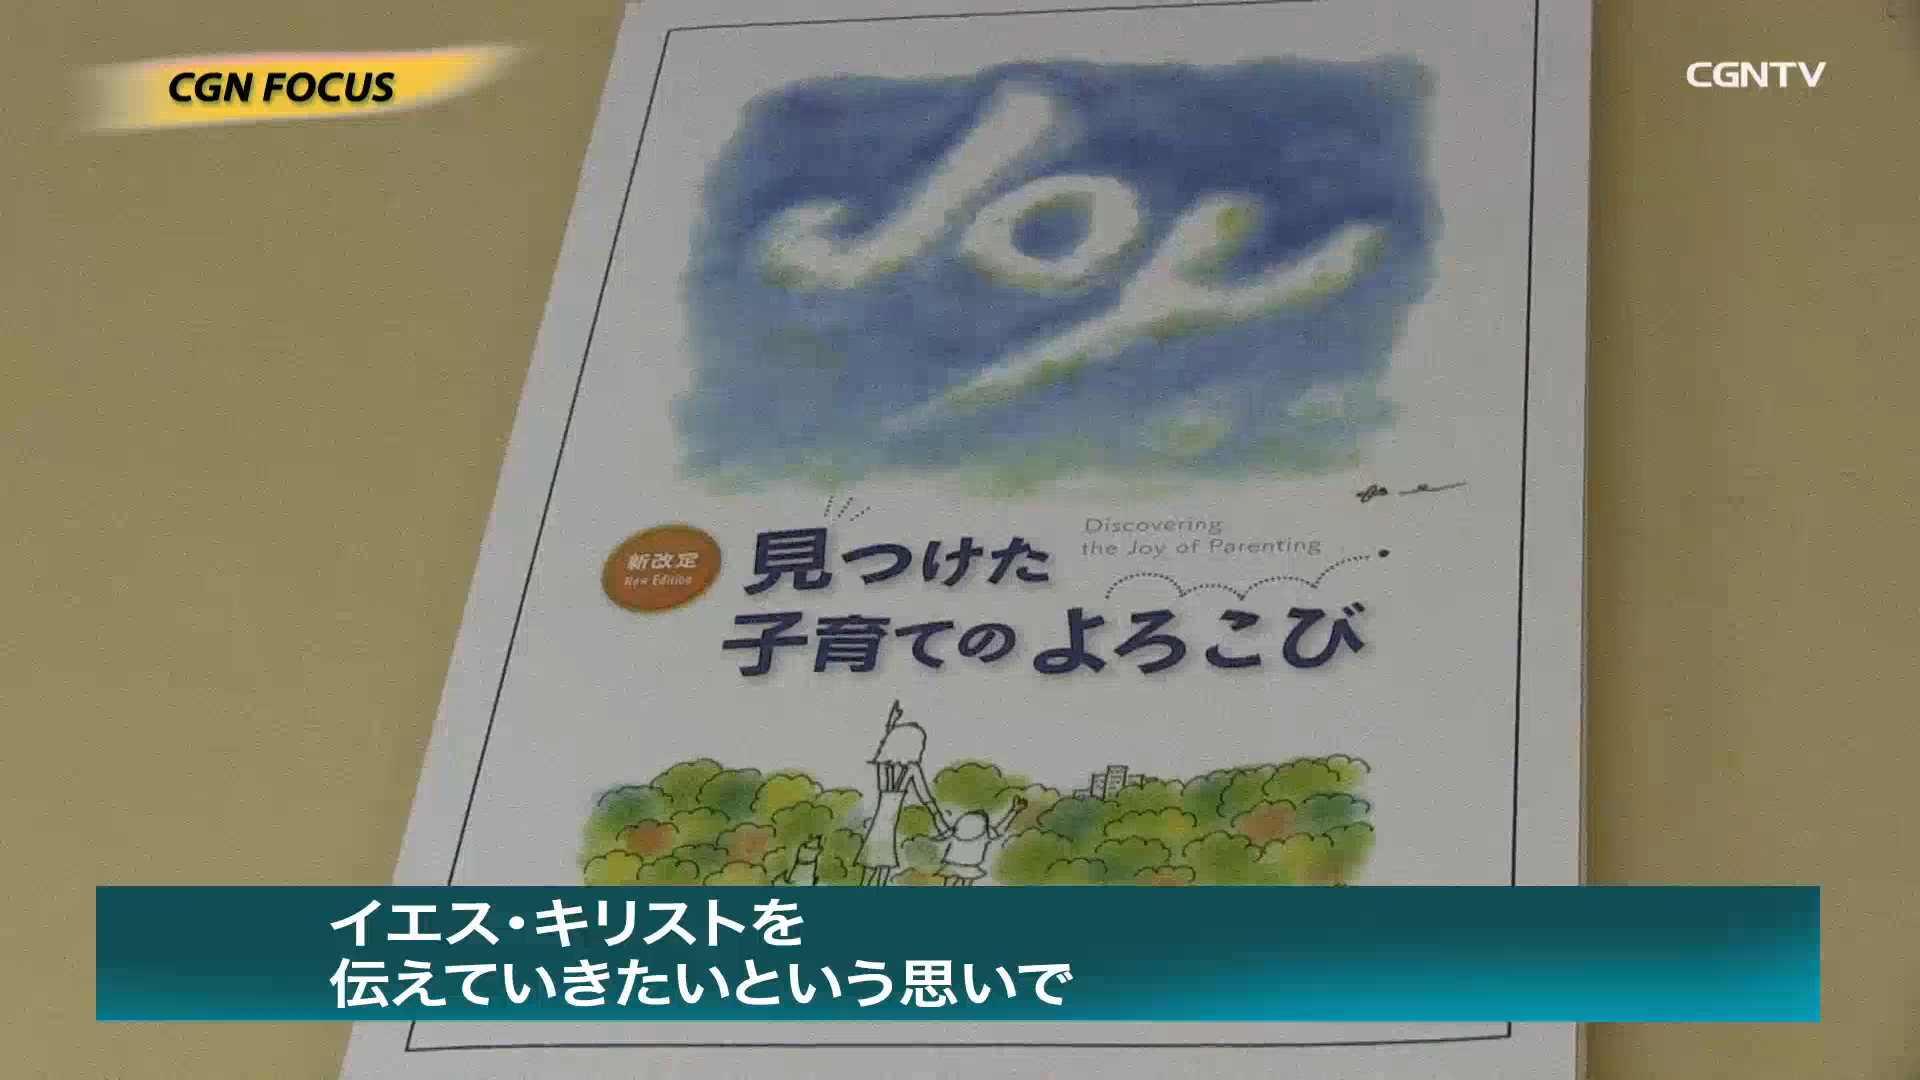 CGN FOCUS
CGNTV
Joy
新改定
New Edition
見つけた
子育てのよろこび
Discovering
the Joy of Parenting
イエス・キリストを
伝えていきたいという思いで